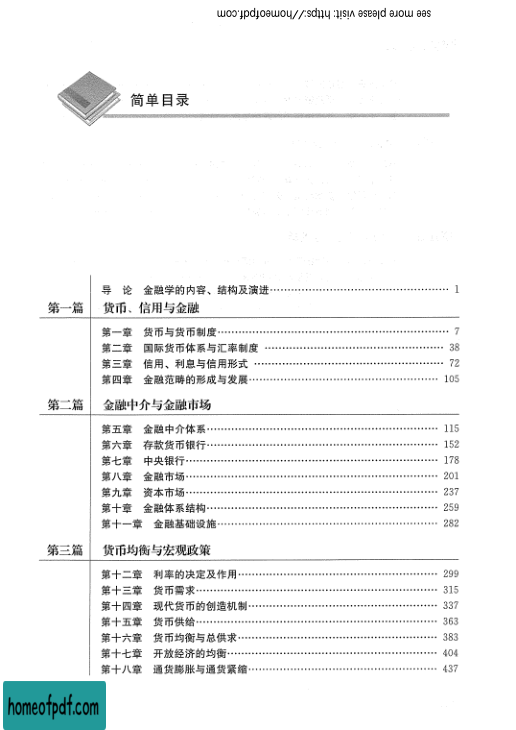 see more please visit: https://homeofpdf.com
简单目录
导 论 金融学的内容、结构及演进 1
第一篇 货币、信用与金融
第一章 货币与货币制度 7
第二章 国际货币体系与汇率制度 38
第三章 信用、利息与信用形式 72
第四章 金融范畴的形成与发展 105
第二篇 金融中介与金融市场
第五章 金融中介体系 115
第六章 存款货币银行 152
第七章 中央银行 178
第八章 金融市场 201
第九章 资本市场 237
第十章 金融体系结构 259
第十一章 金融基础设施 282
第三篇 货币均衡与宏观政策
第十二章 利率的决定及作用 299
第十三章 货币需求 315
第十四章 现代货币的创造机制 337
第十五章 货币供给 363
第十六章 货币均衡与总供求 383
第十七章 开放经济的均衡 404
第十八章 通货膨胀与通货紧缩 437
homeofpdf.com